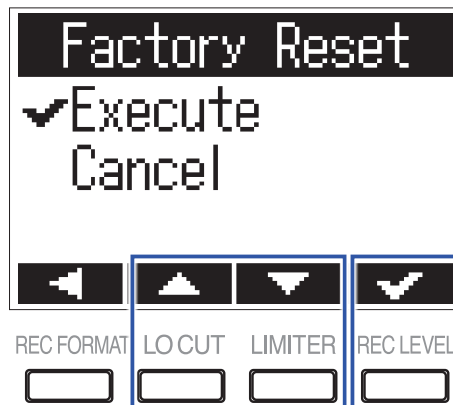 Factory Reset
Execute
Cancel
REC FORMAT LO CUT LIMITER REC LEVEL